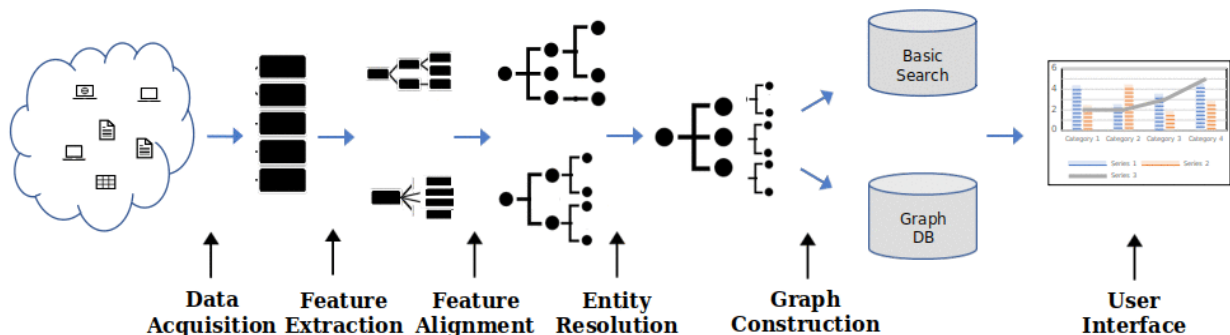 Basic
Search
Graph
DB
6
4
2
0
Category 1
Category 2
Category 3
Category 4
Series 1
Series 2
Series 3
Data
Acquisition
Feature
Extraction
Feature
Alignment
Entity
Resolution
Graph
Construction
User
Interface